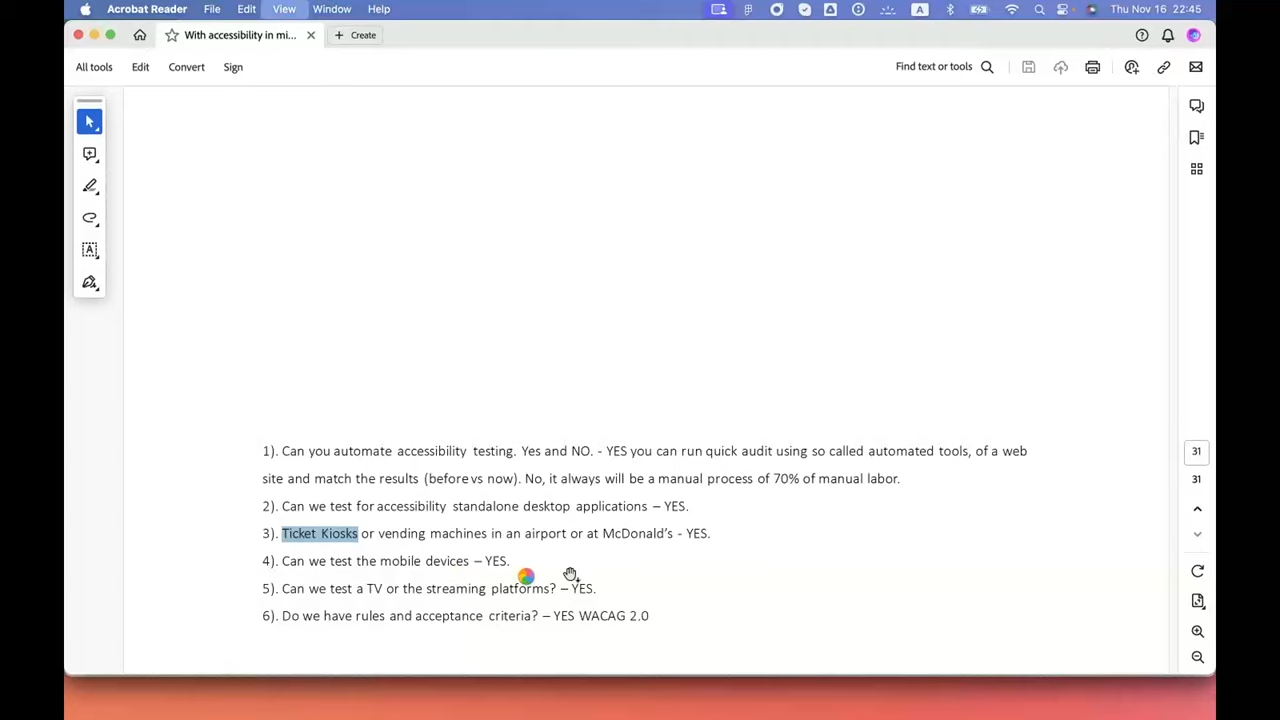 Acrobat Reader File Edit View Window Help A Thu Nov 16 22:45
With accessibility in mi... Create
All tools Edit Convert Sign Find text or tools
1). Can you automate accessibility testing. Yes and NO. - YES you can run quick audit using so called automated tools, of a web
site and match the results (before vs now). No, it always will be a manual process of 70% of manual labor.
2). Can we test for accessibility standalone desktop applications – YES.
3). Ticket Kiosks or vending machines in an airport or at McDonald’s - YES.
4). Can we test the mobile devices – YES.
5). Can we test a TV or the streaming platforms? – YES.
6). Do we have rules and acceptance criteria? – YES WACAG 2.0
31
31